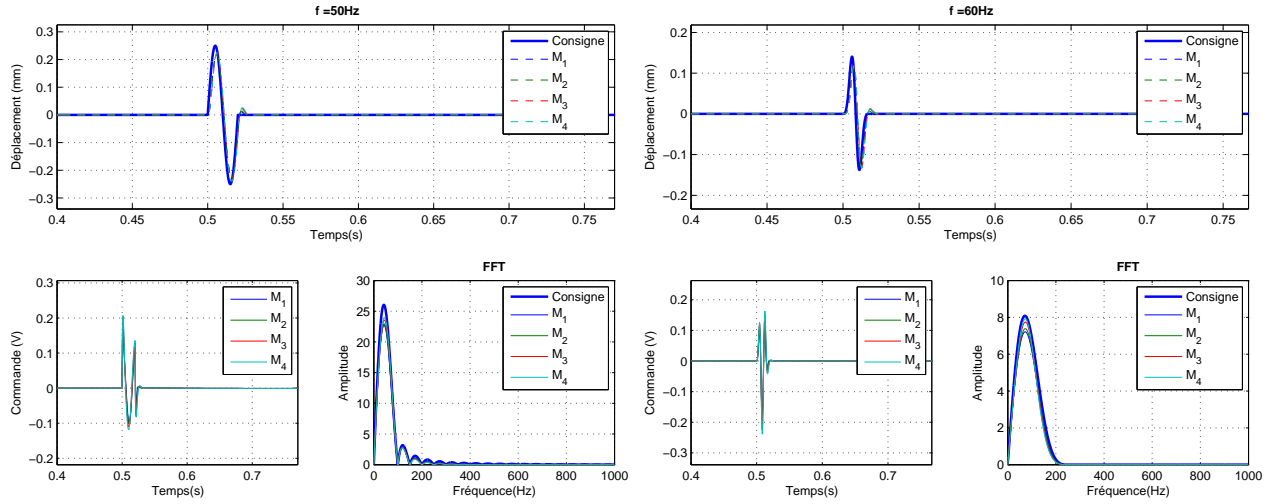 f =50Hz
0.3
0.2
0.1
0
−0.1
−0.2
−0.3
Déplacement (mm)
0.4 0.45 0.5 0.55 0.6 0.65 0.7 0.75
Temps(s)
Consigne
M1
M2
M3
M4
f =60Hz
0.2
0.1
0
−0.1
−0.2
Déplacement (mm)
0.4 0.45 0.5 0.55 0.6 0.65 0.7 0.75
Temps(s)
Consigne
M1
M2
M3
M4
0.3
0.2
0.1
0
−0.1
−0.2
Commande (V)
0.4 0.5 0.6 0.7
Temps(s)
M1
M2
M3
M4
FFT
30
25
20
15
10
5
0
Amplitude
0 200 400 600 800 1000
Fréquence(Hz)
Consigne
M1
M2
M3
M4
0.2
0.1
0
−0.1
−0.2
−0.3
Commande (V)
0.4 0.5 0.6 0.7
Temps(s)
M1
M2
M3
M4
FFT
10
8
6
4
2
0
Amplitude
0 200 400 600 800 1000
Fréquence(Hz)
Consigne
M1
M2
M3
M4